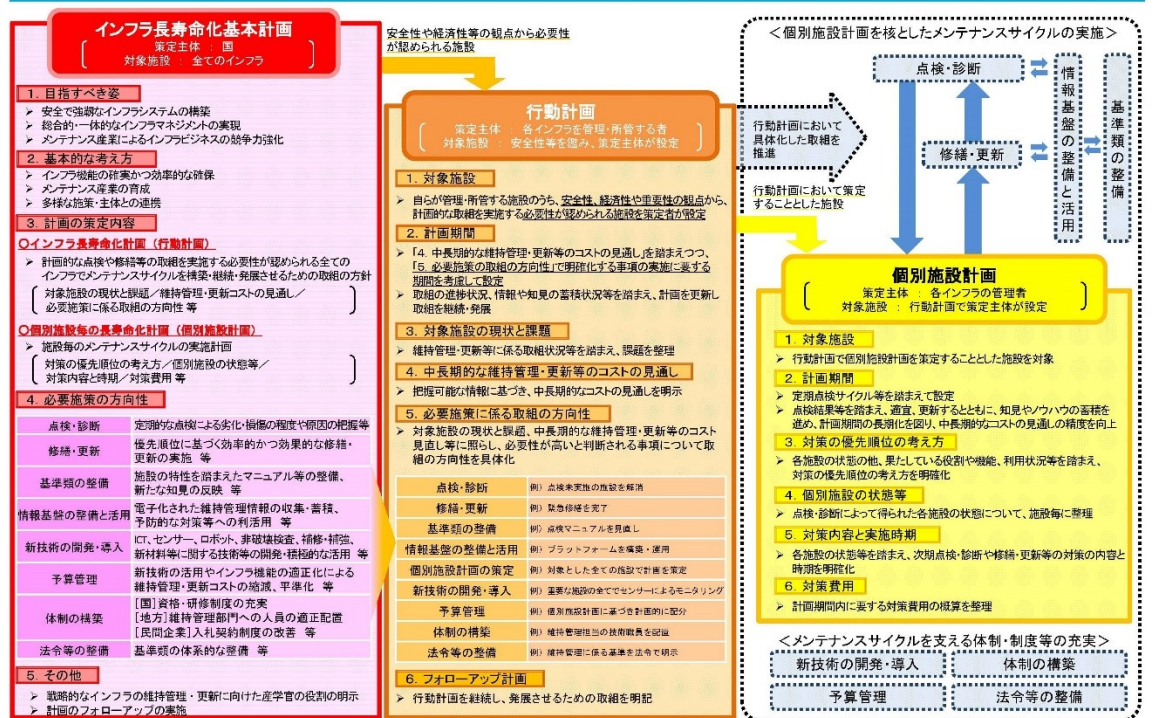 インフラ長寿命化基本計画
策定主体 : 国
対象施設 : 全てのインフラ
1. 目指すべき姿
➢ 安全で強靱なインフラシステムの構築
➢ 総合的・一体的なインフラマネジメントの実現
➢ メンテナンス産業によるインフラビジネスの競争力強化
2. 基本的な考え方
➢ インフラ機能の確実かつ効率的な確保
➢ メンテナンス産業の育成
➢ 多様な施策・主体との連携
3. 計画の策定内容
〇インフラ長寿命化計画(行動計画)
➢ 計画的な点検や修繕等の取組を実施する必要性が認められる全ての
インフラでメンテナンスサイクルを構築・継続・発展させるための取組の方針
対象施設の現状と課題/維持管理・更新コストの見通し/
必要施策に係る取組の方向性 等
〇個別施設毎の長寿命化計画(個別施設計画)
➢ 施設毎のメンテナンスサイクルの実施計画
対策の優先順位の考え方/個別施設の状態等/
対策内容と時期/対策費用 等
4. 必要施策の方向性
点検・診断 定期的な点検による劣化・損傷の程度や原因の把握等
修繕・更新 優先順位に基づく効率的かつ効果的な修繕・
更新の実施 等
基準類の整備 施設の特性を踏まえたマニュアル等の整備、
新たな知見の反映 等
情報基盤の整備と活用 電子化された維持管理情報の収集・蓄積、
予防的な対策等への利活用 等
新技術の開発・導入 ICT、センサー、ロボット、非破壊検査、補修・補強、
新材料等に関する技術等の開発・積極的な活用 等
予算管理 新技術の活用やインフラ機能の適正化による
維持管理・更新コストの縮減、平準化 等
体制の構築 [国]資格・研修制度の充実
[地方]維持管理部門への人員の適正配置
[民間企業]入札契約制度の改善 等
法令等の整備 基準類の体系的な整備 等
5. その他
➢ 戦略的なインフラの維持管理・更新に向けた産学官の役割の明示
➢ 計画のフォローアップの実施
安全性や経済性等の観点から必要性
が認められる施設
行動計画
策定主体 : 各インフラを管理・所管する者
対象施設 : 安全性等を鑑み、策定主体が設定
1. 対象施設
➢ 自らが管理・所管する施設のうち、安全性、経済性や重要性の観点から、
計画的な取組を実施する必要性が認められる施設を策定者が設定
2. 計画期間
➢ 「4. 中長期的な維持管理・更新等のコストの見通し」を踏まえつつ、
「5. 必要施策の取組の方向性」で明確化する事項の実施に要する
期間を考慮して設定
➢ 取組の進捗状況、情報や知見の蓄積状況等を踏まえ、計画を更新し
取組を継続・発展
3. 対象施設の現状と課題
➢ 維持管理・更新等に係る取組状況等を踏まえ、課題を整理
4. 中長期的な維持管理・更新等のコストの見通し
➢ 把握可能な情報に基づき、中長期的なコストの見通しを明示
5. 必要施策に係る取組の方向性
➢ 対象施設の現状と課題、中長期的な維持管理・更新等のコスト
見直し等に照らし、必要性が高いと判断される事項について取
組の方向性を具体化
点検・診断 例) 点検未実施の施設を解消
修繕・更新 例) 緊急修繕を完了
基準類の整備 例) 点検マニュアルを見直し
情報基盤の整備と活用 例) プラットフォームを構築・運用
個別施設計画の策定 例) 対象とした全ての施設で計画を策定
新技術の開発・導入 例) 重要な施設の全てでセンサーによるモニタリング
予算管理 例) 個別施設計画に基づき計画的に配分
体制の構築 例) 維持管理担当の技術職員を配置
法令等の整備 例) 維持管理に係る基準を法令で明示
6. フォローアップ計画
➢ 行動計画を継続し、発展させるための取組を明記
<個別施設計画を核としたメンテナンスサイクルの実施>
点検・診断
修繕・更新
情報基盤の整備と活用
基準類の整備
行動計画において
具体化した取組を
推進
行動計画において策定
することとした施設
個別施設計画
策定主体 : 各インフラの管理者
対象施設 : 行動計画で策定主体が設定
1. 対象施設
➢ 行動計画で個別施設計画を策定することとした施設を対象
2. 計画期間
➢ 定期点検サイクル等を踏まえて設定
➢ 点検結果等を踏まえ、適宜、更新するとともに、知見やノウハウの蓄積を
進め、計画期間の長期化を図り、中長期的なコストの見通しの精度を向上
3. 対策の優先順位の考え方
➢ 各施設の状態の他、果たしている役割や機能、利用状況等を踏まえ、
対策の優先順位の考え方を明確化
4. 個別施設の状態等
➢ 点検・診断によって得られた各施設の状態について、施設毎に整理
5. 対策内容と実施時期
➢ 各施設の状態等を踏まえ、次期点検・診断や修繕・更新等の対策の内容と
時期を明確化
6. 対策費用
➢ 計画期間内に要する対策費用の概算を整理
<メンテナンスサイクルを支える体制・制度等の充実>
新技術の開発・導入 体制の構築
予算管理 法令等の整備